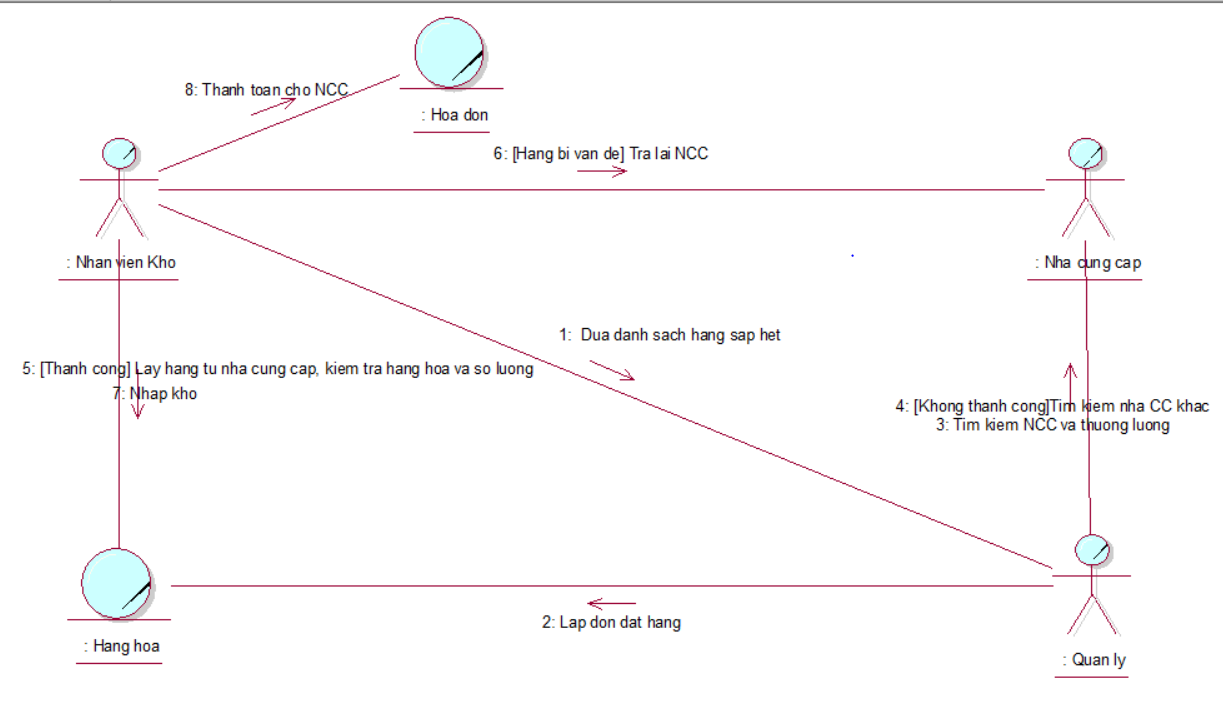 8: Thanh toan cho NCC
: Hoa don
6: [Hang bi van de] Tra lai NCC
: Nhan vien Kho
: Nha cung cap
1: Dua danh sach hang sap het
5: [Thanh cong] Lay hang tu nha cung cap, kiem tra hang hoa va so luong
7: Nhap kho
4: [Khong thanh cong]Tim kiem nha CC khac
3: Tim kiem NCC va thuong luong
2: Lap don dat hang
: Hang hoa
: Quan ly